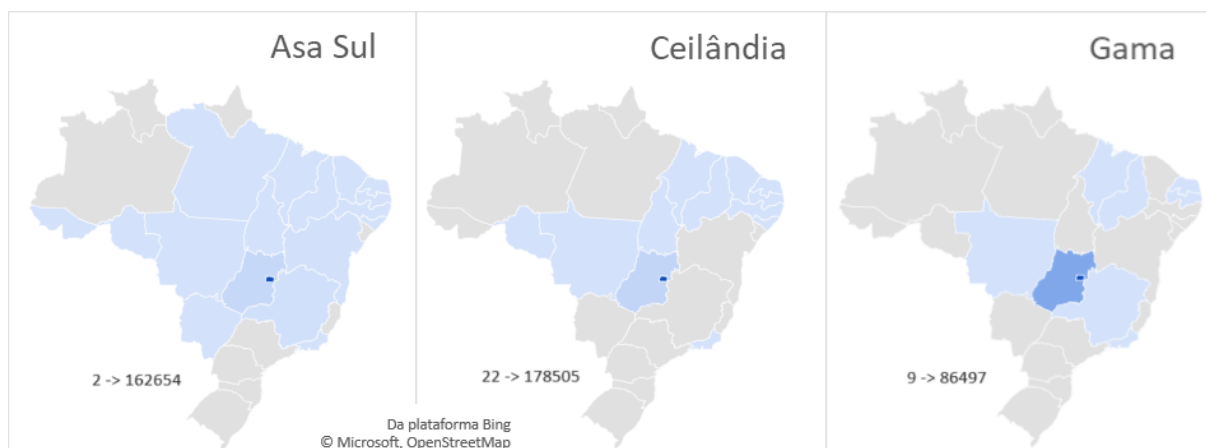 Asa Sul
Ceilândia
Gama
2 -> 162654
22 -> 178505
9 -> 86497
Da plataforma Bing
© Microsoft, OpenStreetMap